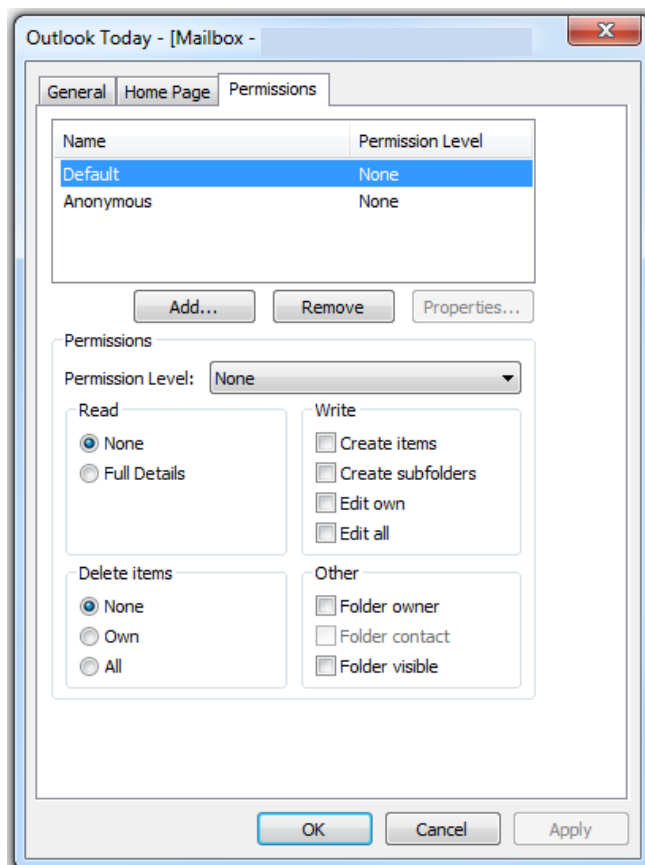 Outlook Today - [Mailbox -
General Home Page Permissions
Name Permission Level
Default None
Anonymous None
Add... Remove Properties...
Permissions
Permission Level: None
Read Write
None Create items
Full Details Create subfolders
Edit own
Edit all
Delete items Other
None Folder owner
Own Folder contact
All Folder visible
OK Cancel Apply